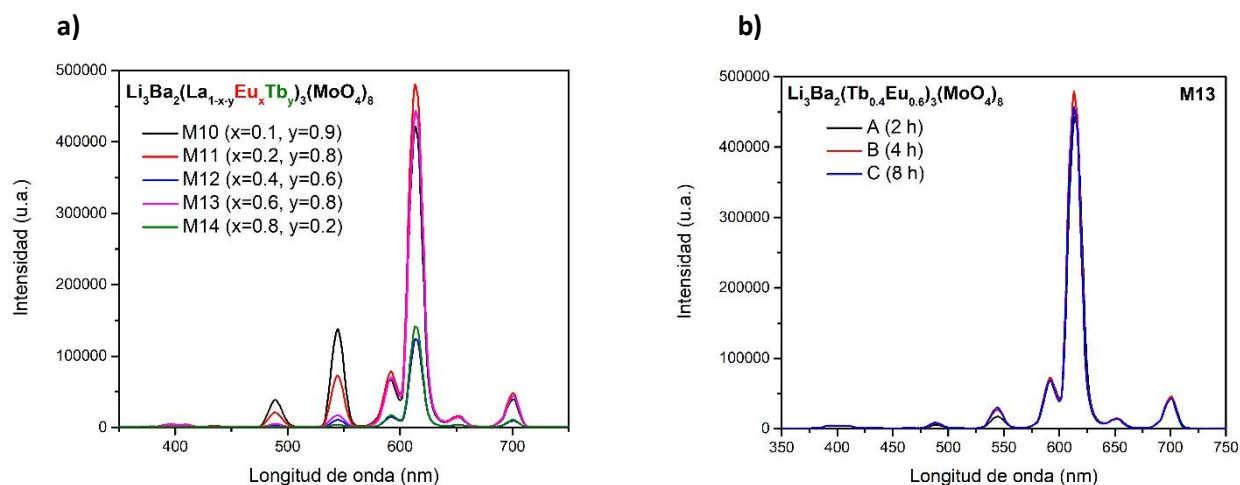 a)
Li₃Ba₂(La₁₋ₓ₋ᵧEuₓTbᵧ)₃(MoO₄)₈
M10 (x=0.1, y=0.9)
M11 (x=0.2, y=0.8)
M12 (x=0.4, y=0.6)
M13 (x=0.6, y=0.8)
M14 (x=0.8, y=0.2)
500000
400000
300000
200000
100000
0
Intensidad (u.a.)
400
500
600
700
Longitud de onda (nm)
b)
Li₃Ba₂(Tb₀.₄Eu₀.₆)₃(MoO₄)₈
M13
A (2 h)
B (4 h)
C (8 h)
500000
400000
300000
200000
100000
0
Intensidad (u.a.)
350
400
450
500
550
600
650
700
750
Longitud de onda (nm)